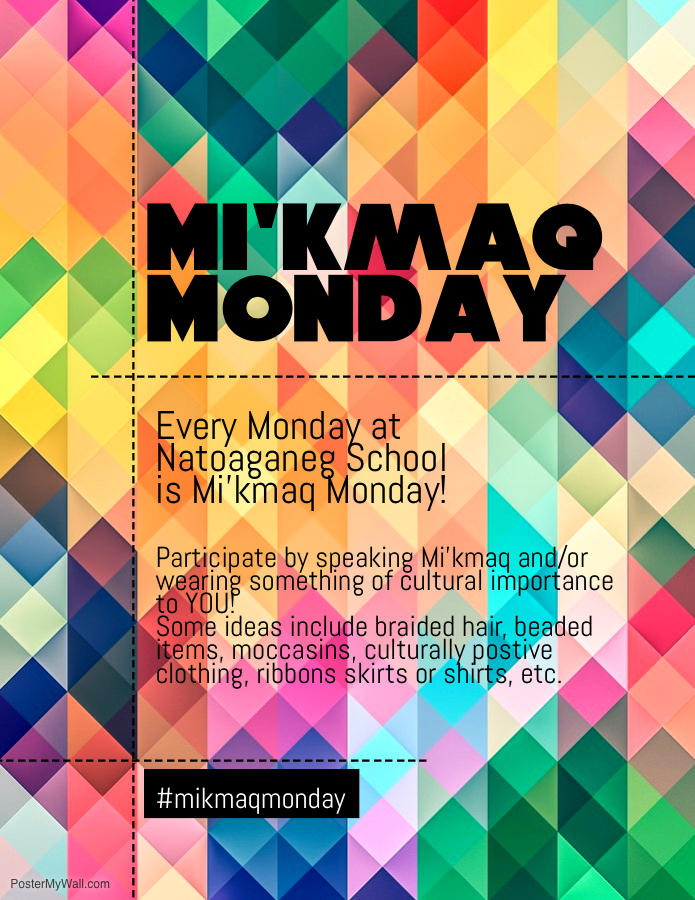 MI'KMAQ
MONDAY
Every Monday at
Natoaganeg School
is Mi'kmaq Monday!
Participate by speaking Mi'kmaq and/or
wearing something of cultural importance
to YOU!
Some ideas include braided hair, beaded
items, moccasins, culturally postive
clothing, ribbons skirts or shirts, etc.
#mikmaqmonday
PosterMyWall.com